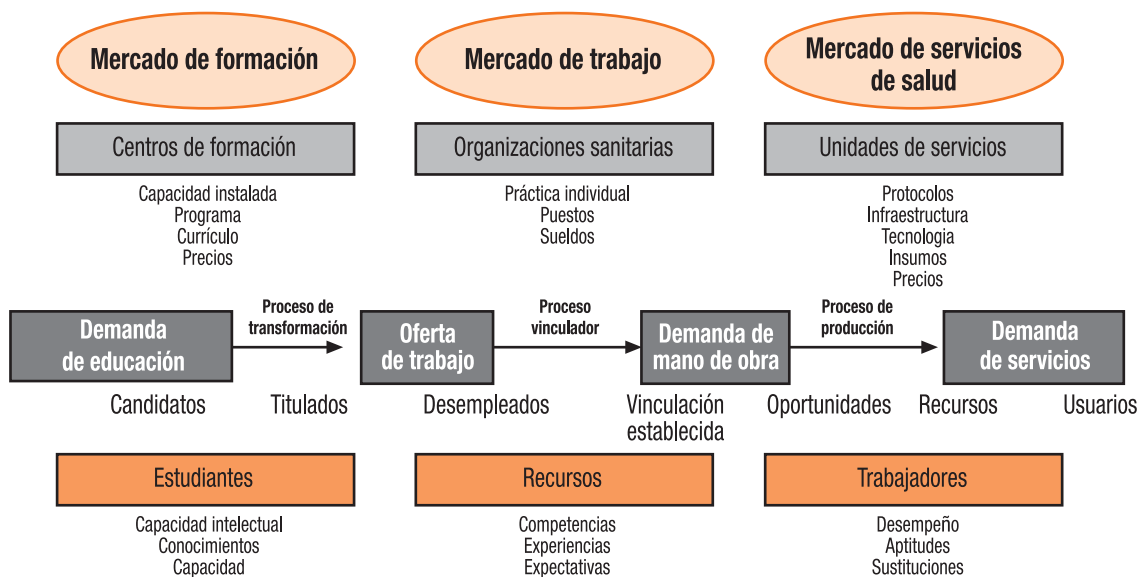 Mercado de formación
Mercado de trabajo
Mercado de servicios
de salud
Centros de formación
Organizaciones sanitarias
Unidades de servicios
Capacidad instalada
Programa
Currículo
Precios
Práctica individual
Puestos
Sueldos
Protocolos
Infraestructura
Tecnologia
Insumos
Precios
Demanda
de educación
Proceso de
transformación
Oferta
de trabajo
Proceso
vinculador
Demanda de
mano de obra
Proceso de
producción
Demanda
de servicios
Candidatos
Titulados
Desempleados
Vinculación
establecida
Oportunidades
Recursos
Usuarios
Estudiantes
Recursos
Trabajadores
Capacidad intelectual
Conocimientos
Capacidad
Competencias
Experiencias
Expectativas
Desempeño
Aptitudes
Sustituciones